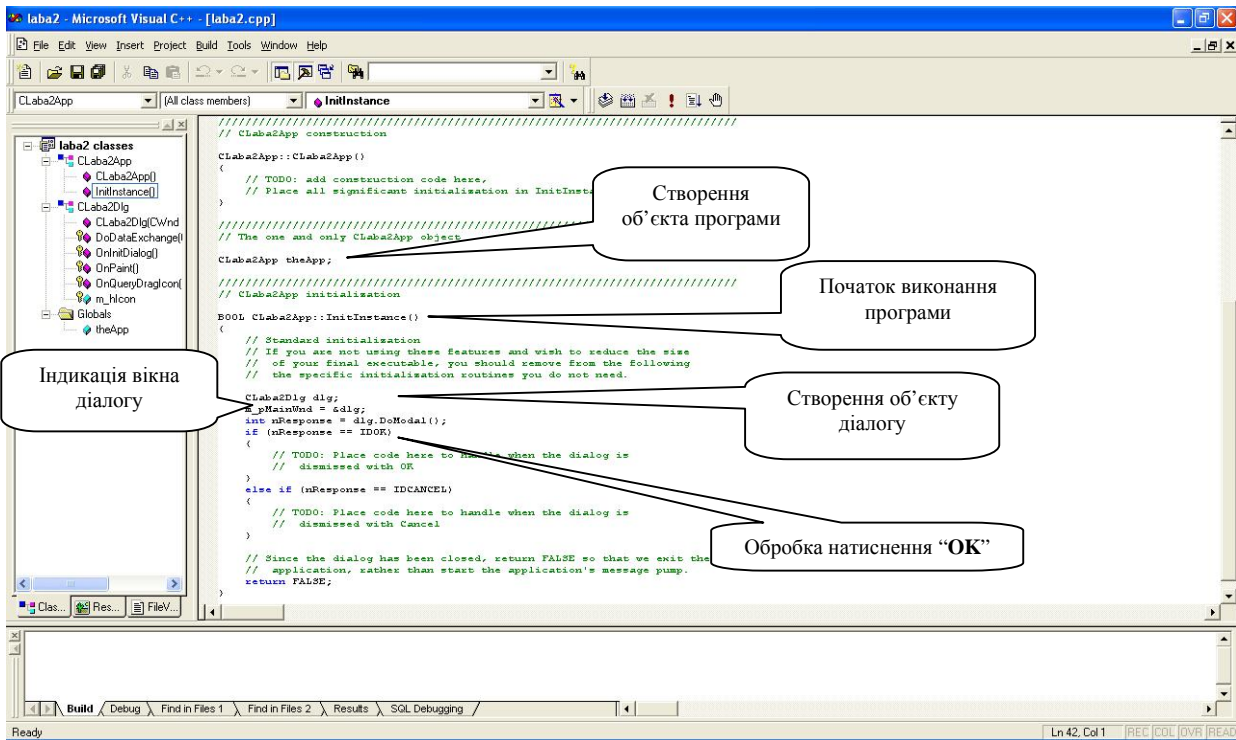 laba2 - Microsoft Visual C++ - [laba2.cpp]
File Edit View Insert Project Build Tools Window Help
CLaba2App (All class members) InitInstance
laba2 classes
CLaba2App
CLaba2App()
InitInstance()
CLaba2Dlg
CLaba2Dlg(CWnd
DoDataExchange(
OnInitDialog()
OnPaint()
OnQueryDragIcon(
m_hIcon
Globals
theApp
Clas... Res... FileV...
/////////////////////////////////////////////////////////////////////////////
// CLaba2App construction
CLaba2App::CLaba2App()
{
// TODO: add construction code here,
// Place all significant initialization in InitInsta
}
/////////////////////////////////////////////////////
// The one and only CLaba2App object
CLaba2App theApp;
/////////////////////////////////////////////////////////////////////////////
// CLaba2App initialization
BOOL CLaba2App::InitInstance()
{
// Standard initialization
// If you are not using these features and wish to reduce the size
// of your final executable, you should remove from the following
// the specific initialization routines you do not need.
CLaba2Dlg dlg;
m_pMainWnd = &dlg;
int nResponse = dlg.DoModal();
if (nResponse == IDOK)
{
// TODO: Place code here to handle when the dialog is
// dismissed with OK
}
else if (nResponse == IDCANCEL)
{
// TODO: Place code here to handle when the dialog is
// dismissed with Cancel
}
// Since the dialog has been closed, return FALSE so that we exit the
// application, rather than start the application's message pump.
return FALSE;
}
Створення
об’єкта програми
Початок виконання
програми
Індикація вікна
діалогу
Створення об’єкту
діалогу
Обробка натиснення “OK”
Build Debug Find in Files 1 Find in Files 2 Results SQL Debugging
Ready Ln 42, Col 1 REC COL OVR READ